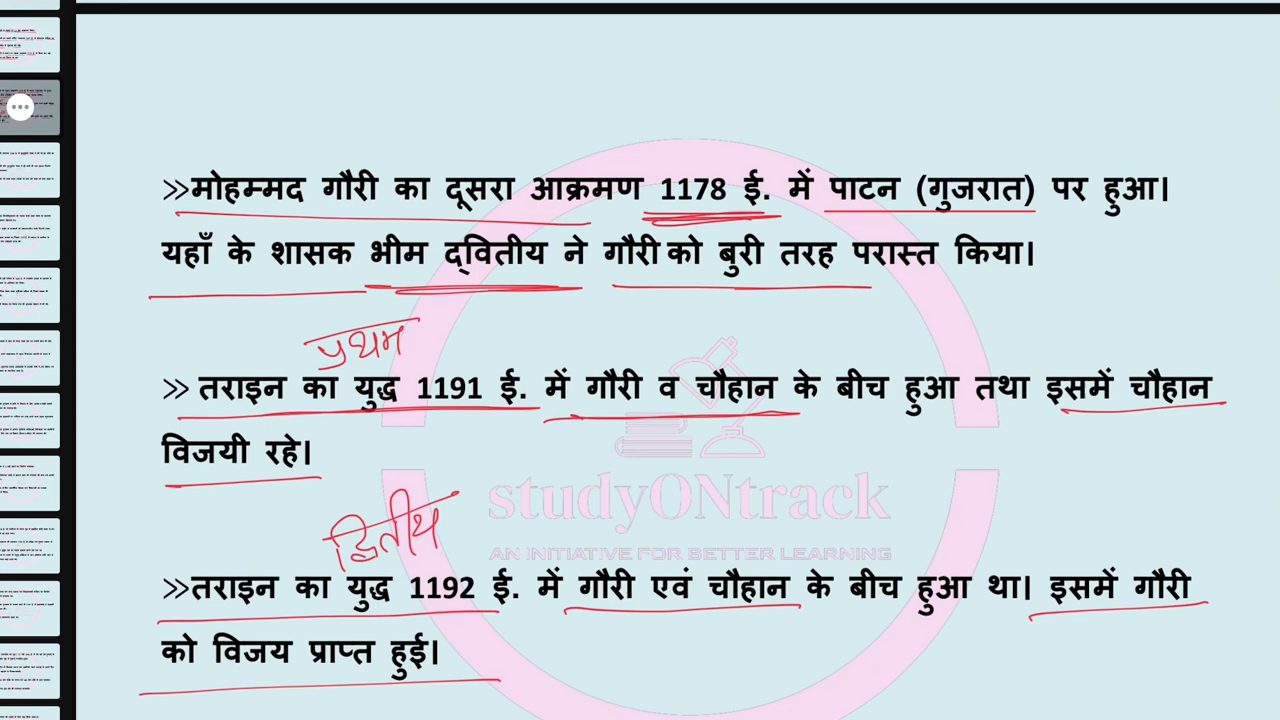 ≫मोहम्मद गौरी का दूसरा आक्रमण 1178 ई. में पाटन (गुजरात) पर हुआ।
यहाँ के शासक भीम द्वितीय ने गौरी को बुरी तरह परास्त किया।
प्रथम
≫ तराइन का युद्ध 1191 ई. में गौरी व चौहान के बीच हुआ तथा इसमें चौहान
विजयी रहे।
studyONtrack
द्वितीय
AN INITIATIVE FOR BETTER LEARNING
≫तराइन का युद्ध 1192 ई. में गौरी एवं चौहान के बीच हुआ था। इसमें गौरी
को विजय प्राप्त हुई।